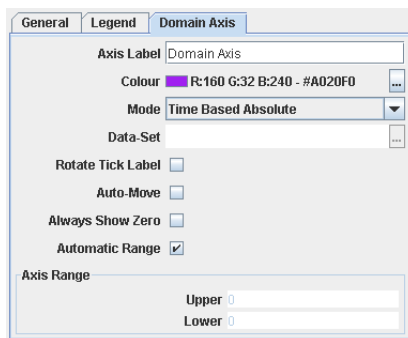 General Legend Domain Axis
Axis Label Domain Axis
Colour R:160 G:32 B:240 - #A020F0 ...
Mode Time Based Absolute
Data-Set ...
Rotate Tick Label
Auto-Move
Always Show Zero
Automatic Range
Axis Range
Upper 0
Lower 0